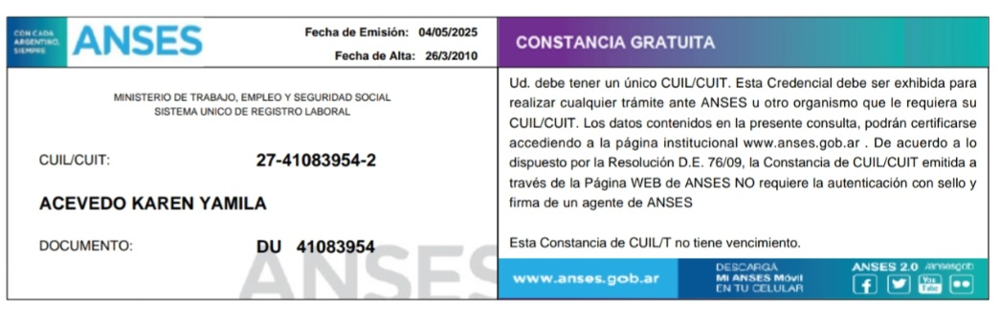 CON CADA
ARGENTINO,
SIEMPRE
ANSES
Fecha de Emisión: 04/05/2025
Fecha de Alta: 26/3/2010
MINISTERIO DE TRABAJO, EMPLEO Y SEGURIDAD SOCIAL
SISTEMA UNICO DE REGISTRO LABORAL
CUIL/CUIT: 27-41083954-2
ACEVEDO KAREN YAMILA
DOCUMENTO: DU 41083954
ANSES
CONSTANCIA GRATUITA
Ud. debe tener un único CUIL/CUIT. Esta Credencial debe ser exhibida para
realizar cualquier trámite ante ANSES u otro organismo que le requiera su
CUIL/CUIT. Los datos contenidos en la presente consulta, podrán certificarse
accediendo a la página institucional www.anses.gob.ar . De acuerdo a lo
dispuesto por la Resolución D.E. 76/09, la Constancia de CUIL/CUIT emitida a
través de la Página WEB de ANSES NO requiere la autenticación con sello y
firma de un agente de ANSES
Esta Constancia de CUIL/T no tiene vencimiento.
www.anses.gob.ar
DESCARGA
MI ANSES Móvil
EN TU CELULAR
ANSES 2.0 /ansesgob
You
Tube